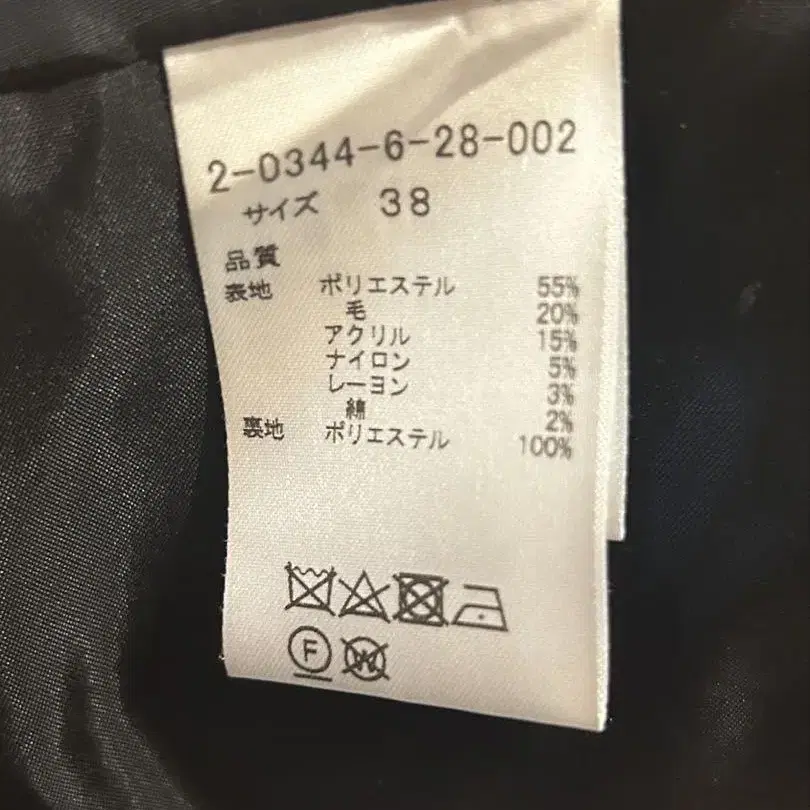 2-0344-6-28-002
サイズ 38
品質
表地 ポリエステル 55%
毛 20%
アクリル 15%
ナイロン 5%
レーヨン 3%
綿 2%
裏地 ポリエステル 100%
F W